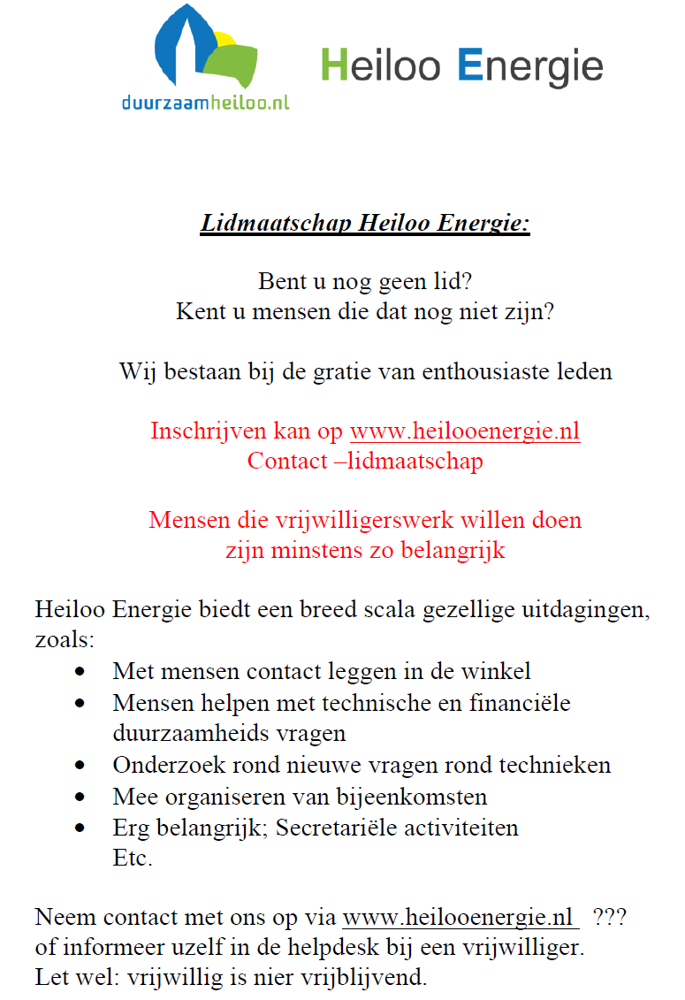 duurzaamheiloo.nl
Heiloo Energie
Lidmaatschap Heiloo Energie:
Bent u nog geen lid?
Kent u mensen die dat nog niet zijn?
Wij bestaan bij de gratie van enthousiaste leden
Inschrijven kan op www.heilooenergie.nl
Contact –lidmaatschap
Mensen die vrijwilligerswerk willen doen
zijn minstens zo belangrijk
Heiloo Energie biedt een breed scala gezellige uitdagingen,
zoals:
• Met mensen contact leggen in de winkel
• Mensen helpen met technische en financiële
duurzaamheids vragen
• Onderzoek rond nieuwe vragen rond technieken
• Mee organiseren van bijeenkomsten
• Erg belangrijk; Secretariële activiteiten
Etc.
Neem contact met ons op via www.heilooenergie.nl ???
of informeer uzelf in de helpdesk bij een vrijwilliger.
Let wel: vrijwillig is nier vrijblijvend.